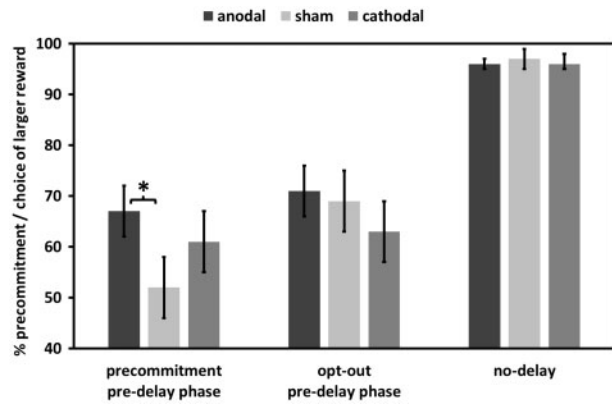 anodal sham cathodal
% precommitment / choice of larger reward
100
90
80
70
60
50
40
*
precommitment
pre-delay phase
opt-out
pre-delay phase
no-delay